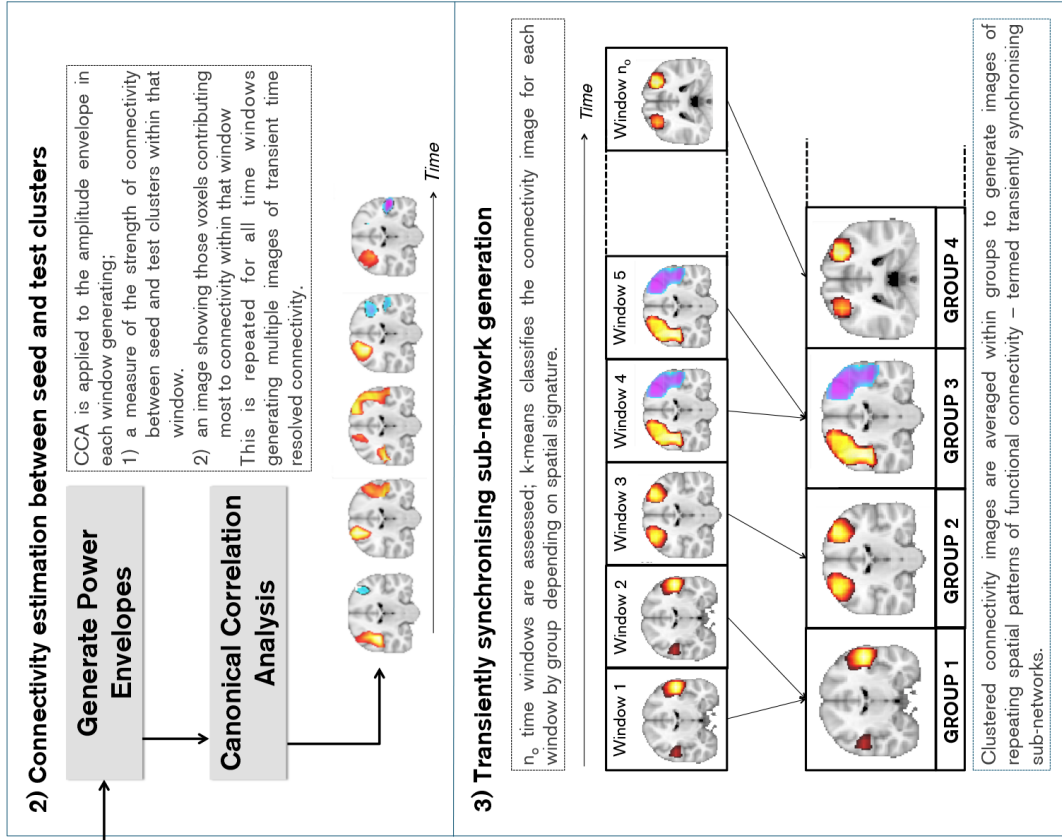 2) Connectivity estimation between seed and test clusters
Generate Power
Envelopes
Canonical Correlation
Analysis
CCA is applied to the amplitude envelope in
each window generating;
1) a measure of the strength of connectivity
between seed and test clusters within that
window.
2) an image showing those voxels contributing
most to connectivity within that window
This is repeated for all time windows
generating multiple images of transient time
resolved connectivity.
Time
3) Transiently synchronising sub-network generation
nₒ time windows are assessed; k-means classifies the connectivity image for each
window by group depending on spatial signature.
Time
Window 1
Window 2
Window 3
Window 4
Window 5
Window nₒ
GROUP 1
GROUP 2
GROUP 3
GROUP 4
Clustered connectivity images are averaged within groups to generate images of
repeating spatial patterns of functional connectivity – termed transiently synchronising
sub-networks.